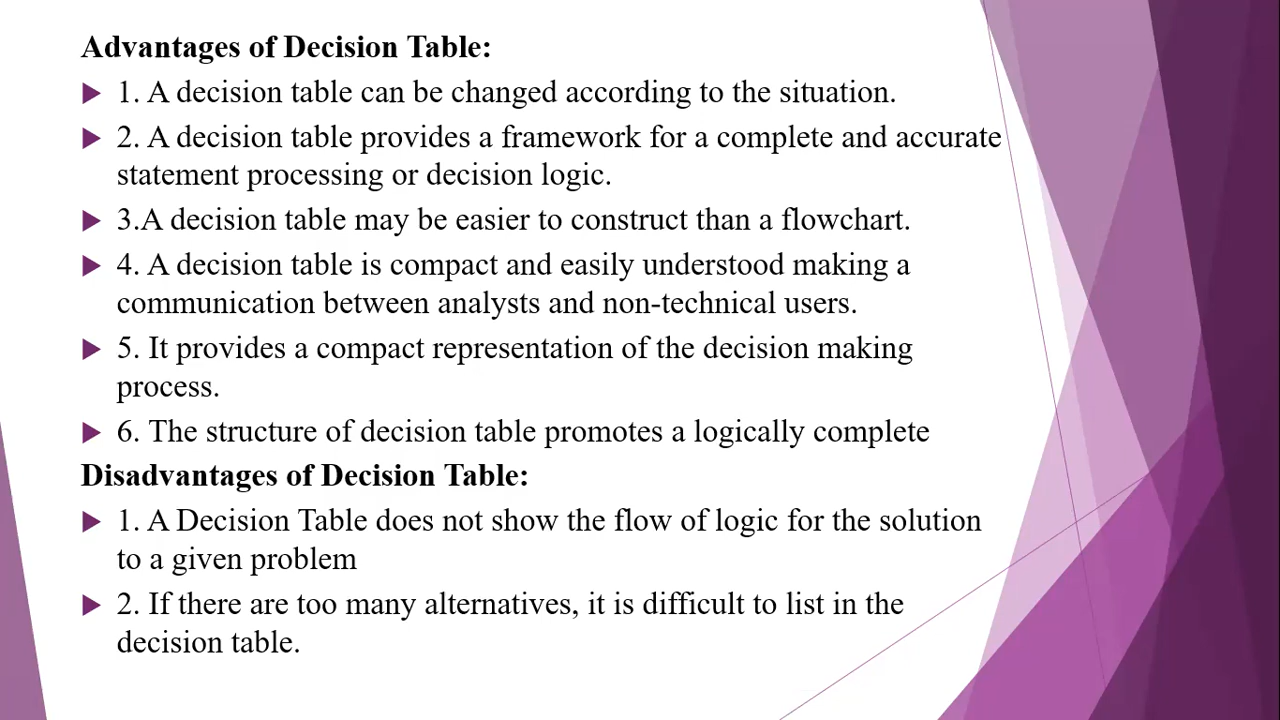 Advantages of Decision Table:
1. A decision table can be changed according to the situation.
2. A decision table provides a framework for a complete and accurate
statement processing or decision logic.
3.A decision table may be easier to construct than a flowchart.
4. A decision table is compact and easily understood making a
communication between analysts and non-technical users.
5. It provides a compact representation of the decision making
process.
6. The structure of decision table promotes a logically complete
Disadvantages of Decision Table:
1. A Decision Table does not show the flow of logic for the solution
to a given problem
2. If there are too many alternatives, it is difficult to list in the
decision table.